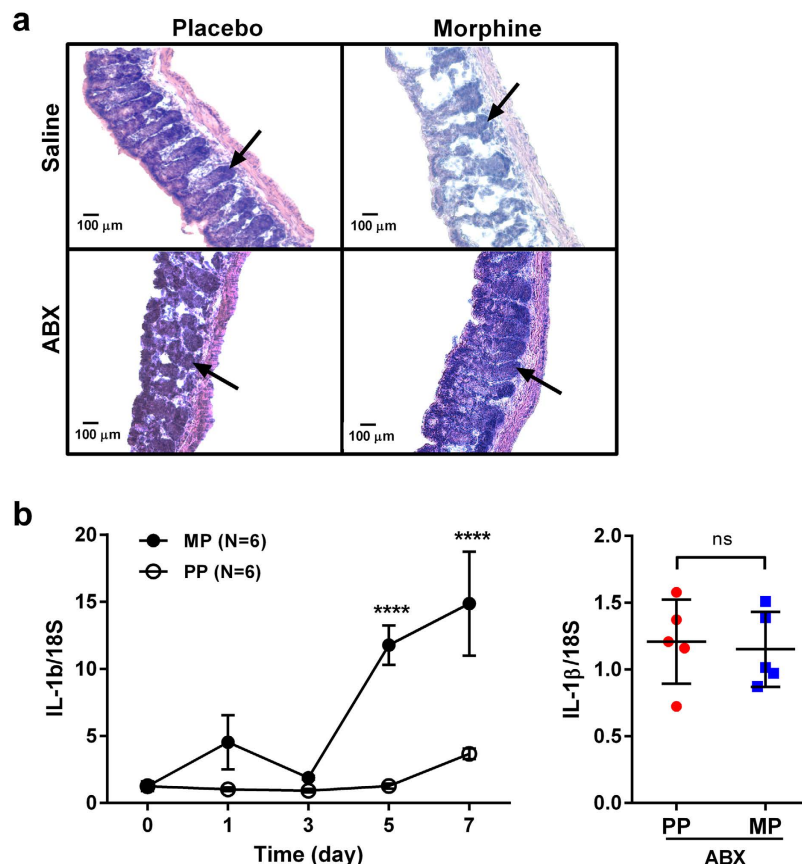 a
Placebo Morphine
Saline
100 μm
100 μm
ABX
100 μm
100 μm
b
MP (N=6)
PP (N=6)
****
****
IL-1b/18S
20
15
10
5
0
0 1 3 5 7
Time (day)
ns
IL-1β/18S
2.0
1.5
1.0
0.5
0.0
PP MP
ABX